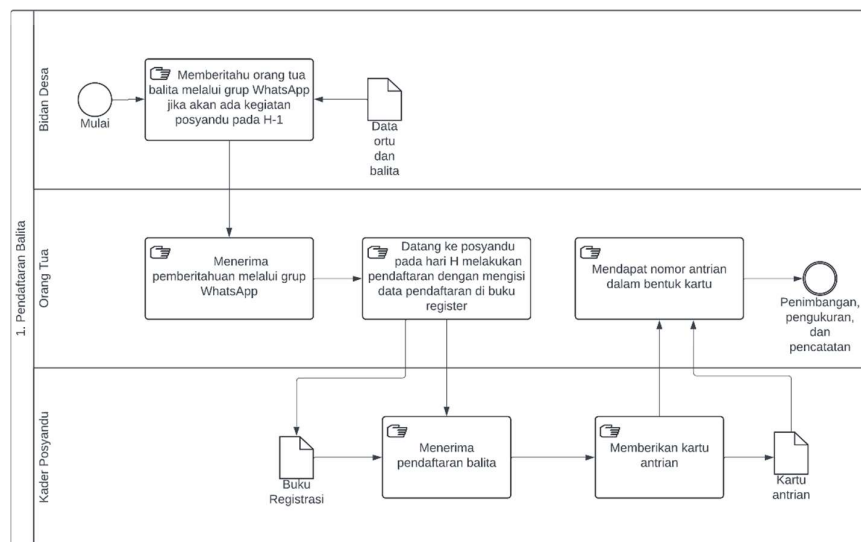 1. Pendaftaran Balita
Bidan Desa
Mulai
Memberitahu orang tua
balita melalui grup WhatsApp
jika akan ada kegiatan
posyandu pada H-1
Data
ortu
dan
balita
Orang Tua
Menerima
pemberitahuan melalui grup
WhatsApp
Datang ke posyandu
pada hari H melakukan
pendaftaran dengan mengisi
data pendaftaran di buku
register
Mendapat nomor antrian
dalam bentuk kartu
Penimbangan,
pengukuran,
dan
pencatatan
Kader Posyandu
Buku
Registrasi
Menerima
pendaftaran balita
Memberikan kartu
antrian
Kartu
antrian